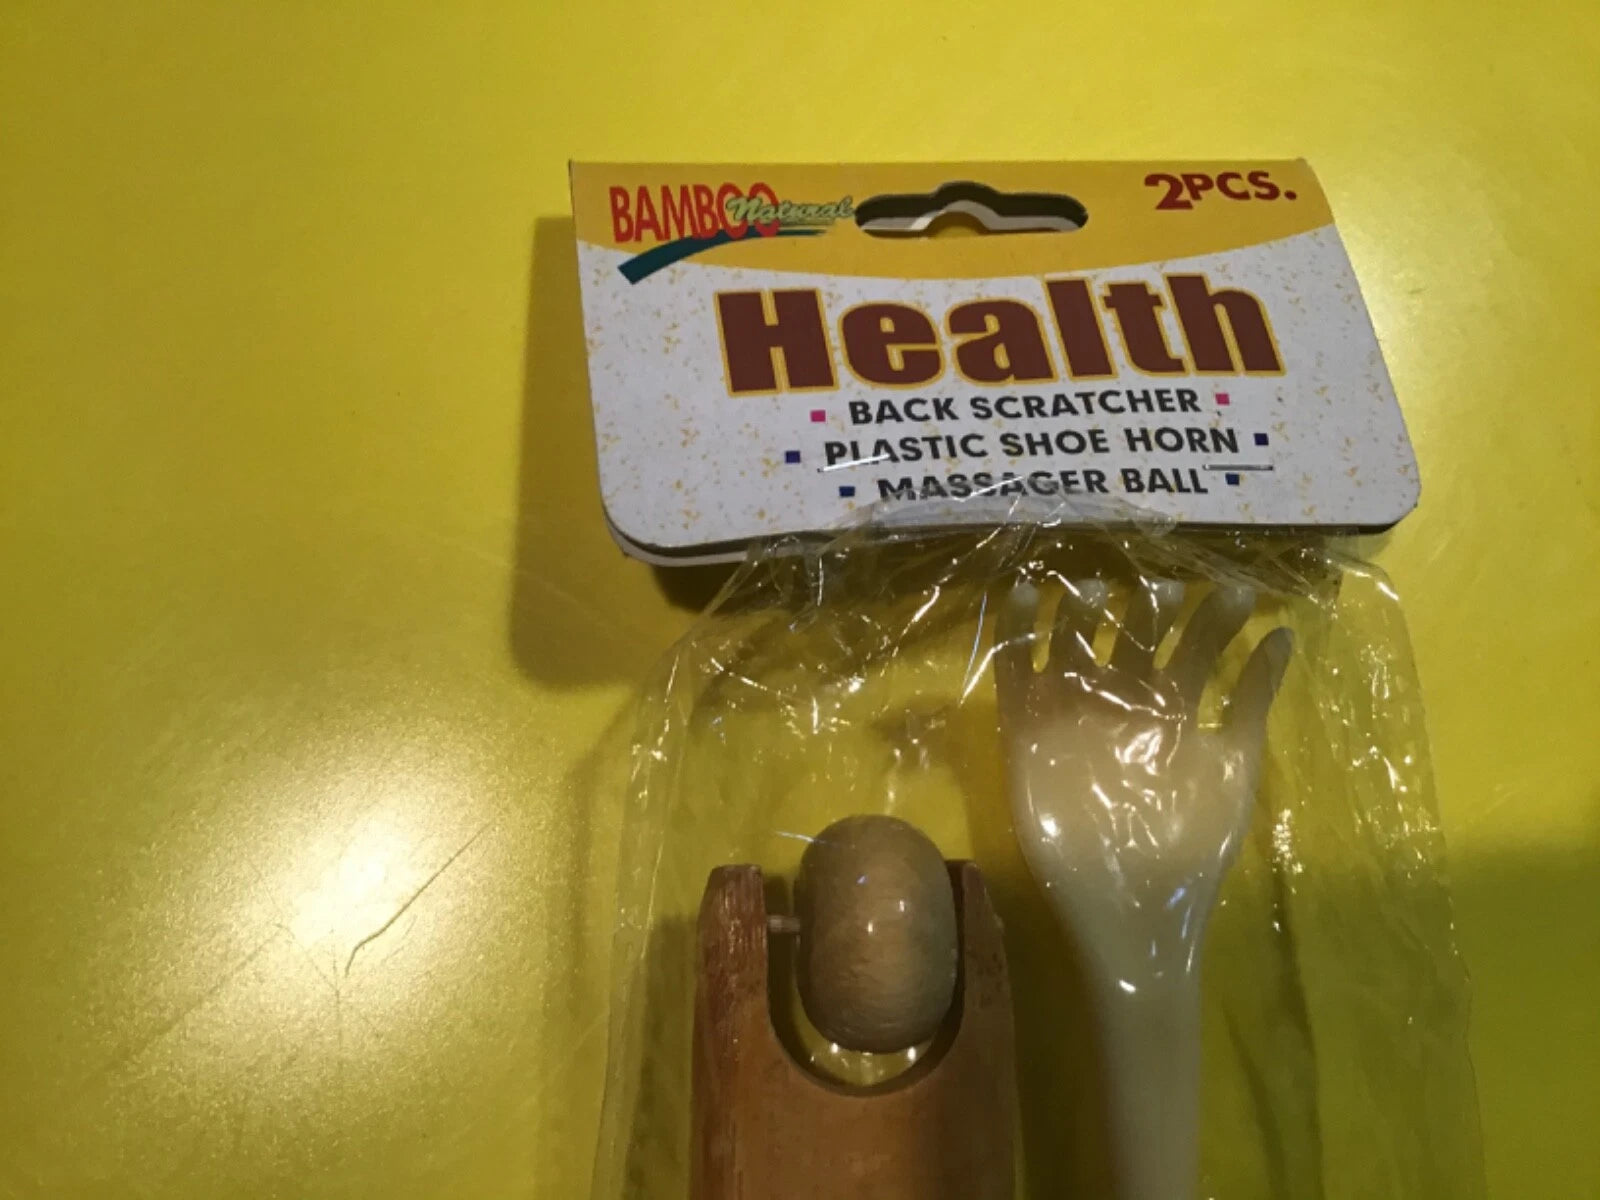 BAMBOO Natural
2PCS.
Health
BACK SCRATCHER
PLASTIC SHOE HORN
MASSAGER BALL